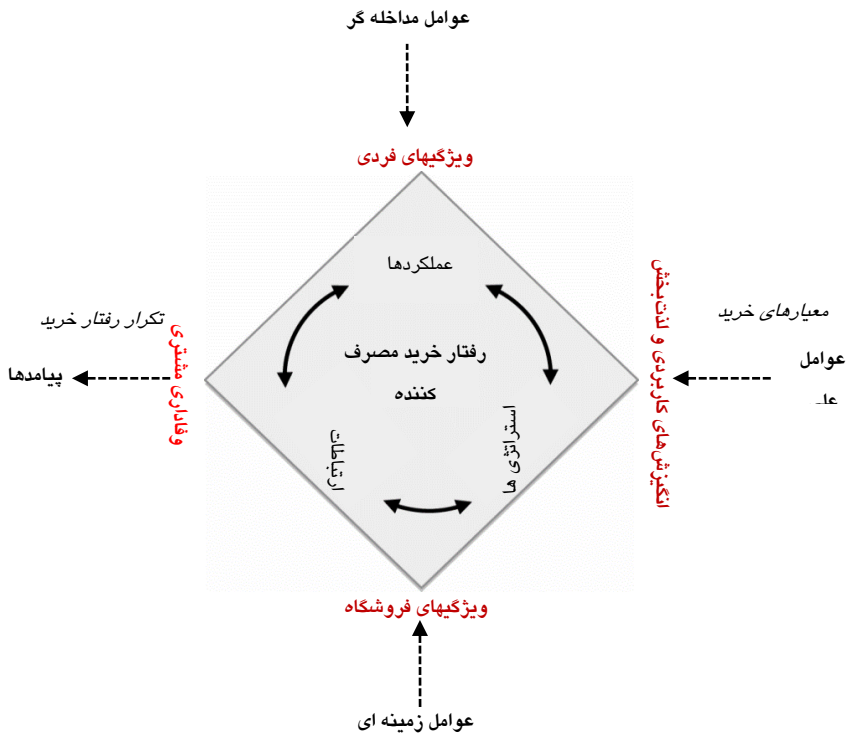 عوامل مداخله گر
ویژگیهای فردی
عملکردها
معیارهای خرید
تکرار رفتار خرید
انگیزش‌های کاربردی و لذت‌بخش
وفاداری مشتری
رفتار خرید مصرف
کننده
عوامل
پیامدها
استراتژی ها
ارتباطات
ویژگیهای فروشگاه
عوامل زمینه ای